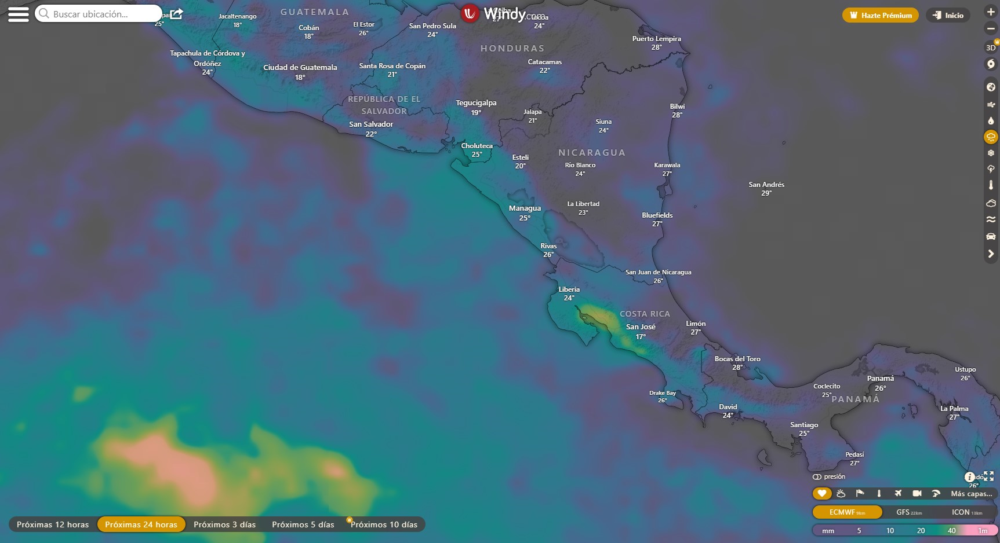 Buscar ubicación...
Windy.com
Hazte Prémium
Inicio
3D
GUATEMALA
Jacaltenango
18°
25°
Cobán
18°
El Estor
26°
San Pedro Sula
24°
27°
24°
Puerto Lempira
28°
HONDURAS
Tapachula de Córdova y
Ordóñez
24°
Ciudad de Guatemala
18°
Santa Rosa de Copán
21°
Catacamas
22°
REPÚBLICA DE EL
SALVADOR
San Salvador
22°
Tegucigalpa
19°
Jalapa
21°
Siuna
24°
Bilwi
28°
Choluteca
25°
Esteli
20°
NICARAGUA
Río Blanco
24°
Karawala
27°
San Andrés
29°
Managua
25°
La Libertad
23°
Bluefields
27°
Rivas
26°
San Juan de Nicaragua
26°
Liberia
24°
COSTA RICA
San José
17°
Limón
27°
Bocas del Toro
28°
Ustupo
26°
Panamá
26°
Coclecito
25°
PANAMÁ
Drake Bay
26°
David
24°
La Palma
27°
Santiago
25°
Pedasí
27°
26°
presión
Más capas...
ECMWF 9km
GFS 22km
ICON 13km
mm 5 10 20 40 1m
Próximas 12 horas
Próximas 24 horas
Próximos 3 días
Próximos 5 días
Próximos 10 días